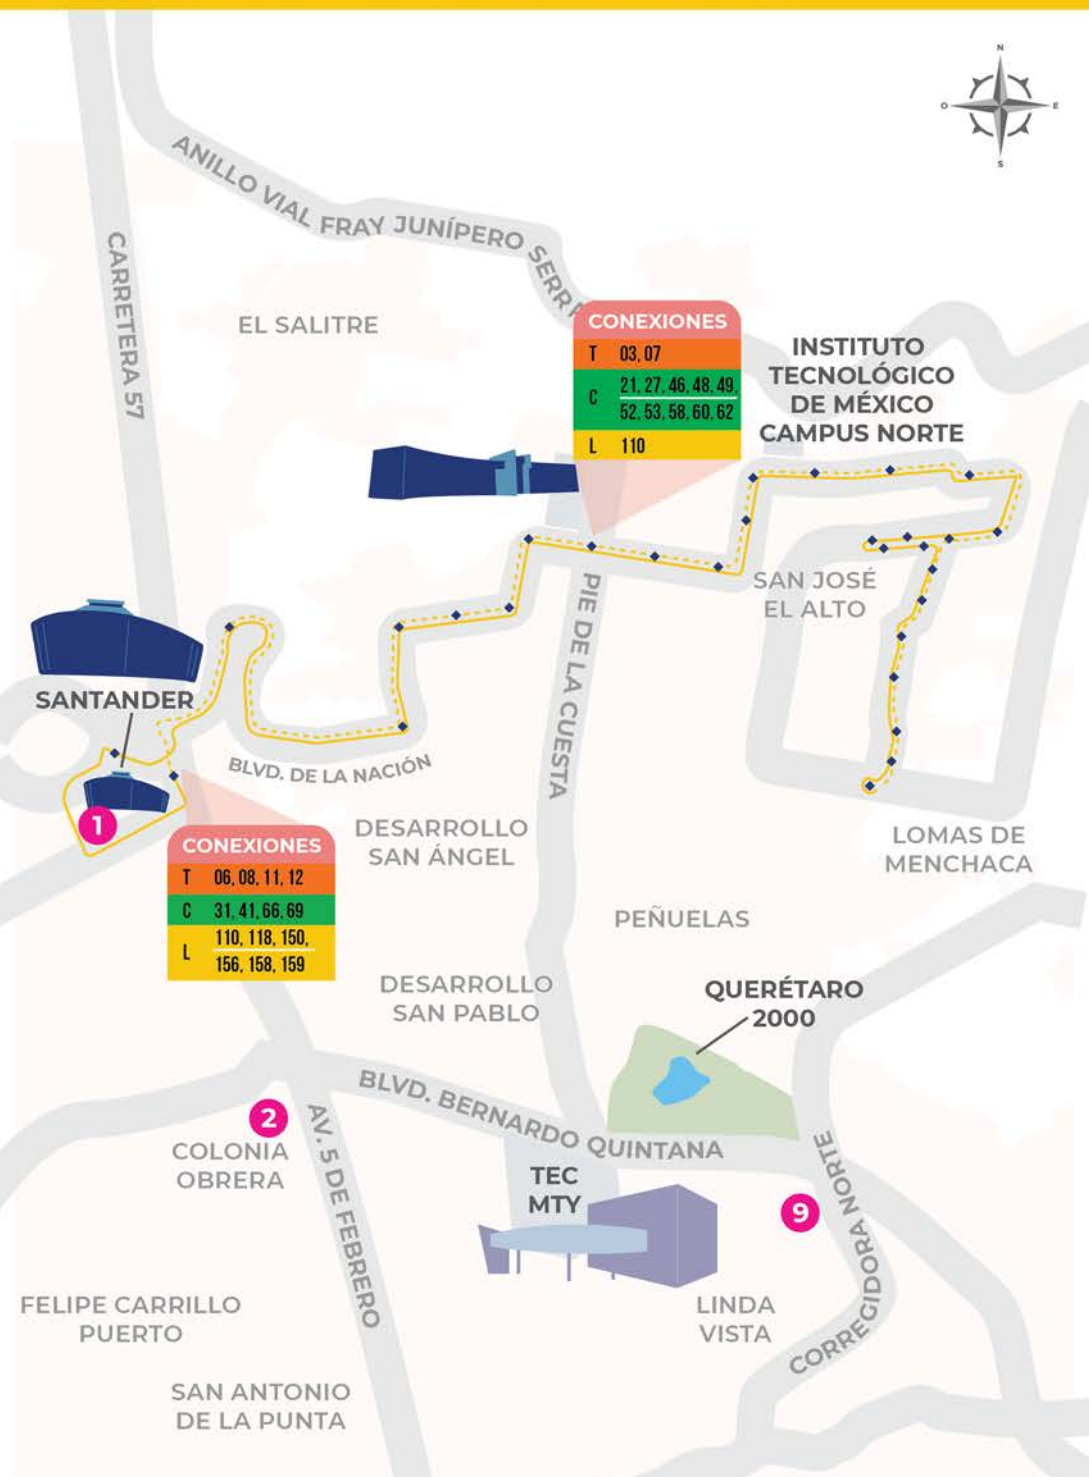 N
O
E
S
ANILLO VIAL FRAY JUNÍPERO SERR
CARRETERA 57
EL SALITRE
CONEXIONES
T 03, 07
C 21, 27, 46, 48, 49,
52, 53, 58, 60, 62
L 110
INSTITUTO
TECNOLÓGICO
DE MÉXICO
CAMPUS NORTE
SAN JOSÉ
EL ALTO
PIE DE LA CUESTA
SANTANDER
BLVD. DE LA NACIÓN
1
CONEXIONES
T 06, 08, 11, 12
C 31, 41, 66, 69
L 110, 118, 150,
156, 158, 159
DESARROLLO
SAN ÁNGEL
LOMAS DE
MENCHACA
PEÑUELAS
DESARROLLO
SAN PABLO
QUERÉTARO
2000
BLVD. BERNARDO QUINTANA
2
COLONIA
OBRERA
AV. 5 DE FEBRERO
TEC
MTY
9
CORREGIDORA NORTE
FELIPE CARRILLO
PUERTO
LINDA
VISTA
SAN ANTONIO
DE LA PUNTA